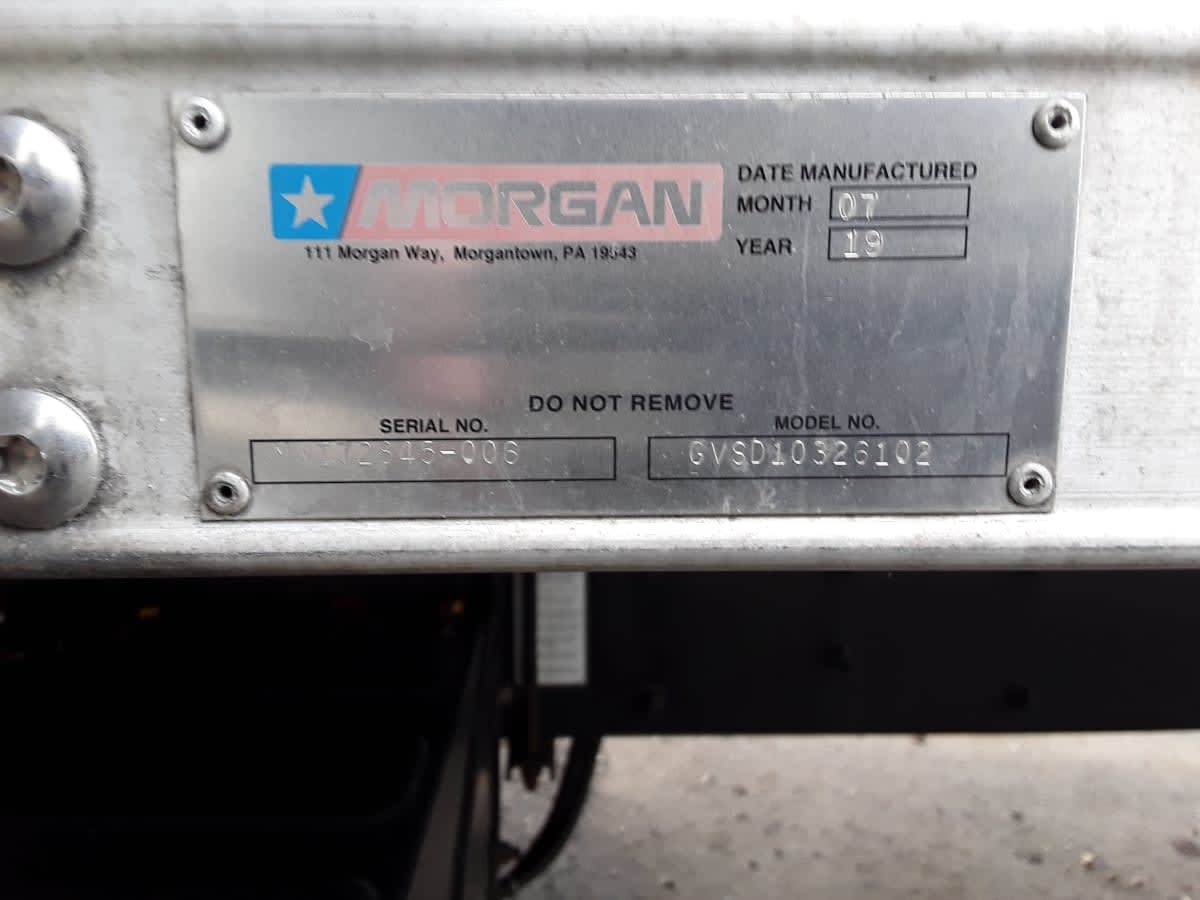 MORGAN
111 Morgan Way, Morgantown, PA 19543
DATE MANUFACTURED
MONTH 07
YEAR 19
DO NOT REMOVE
SERIAL NO.
MODEL NO.
GVSD10326102